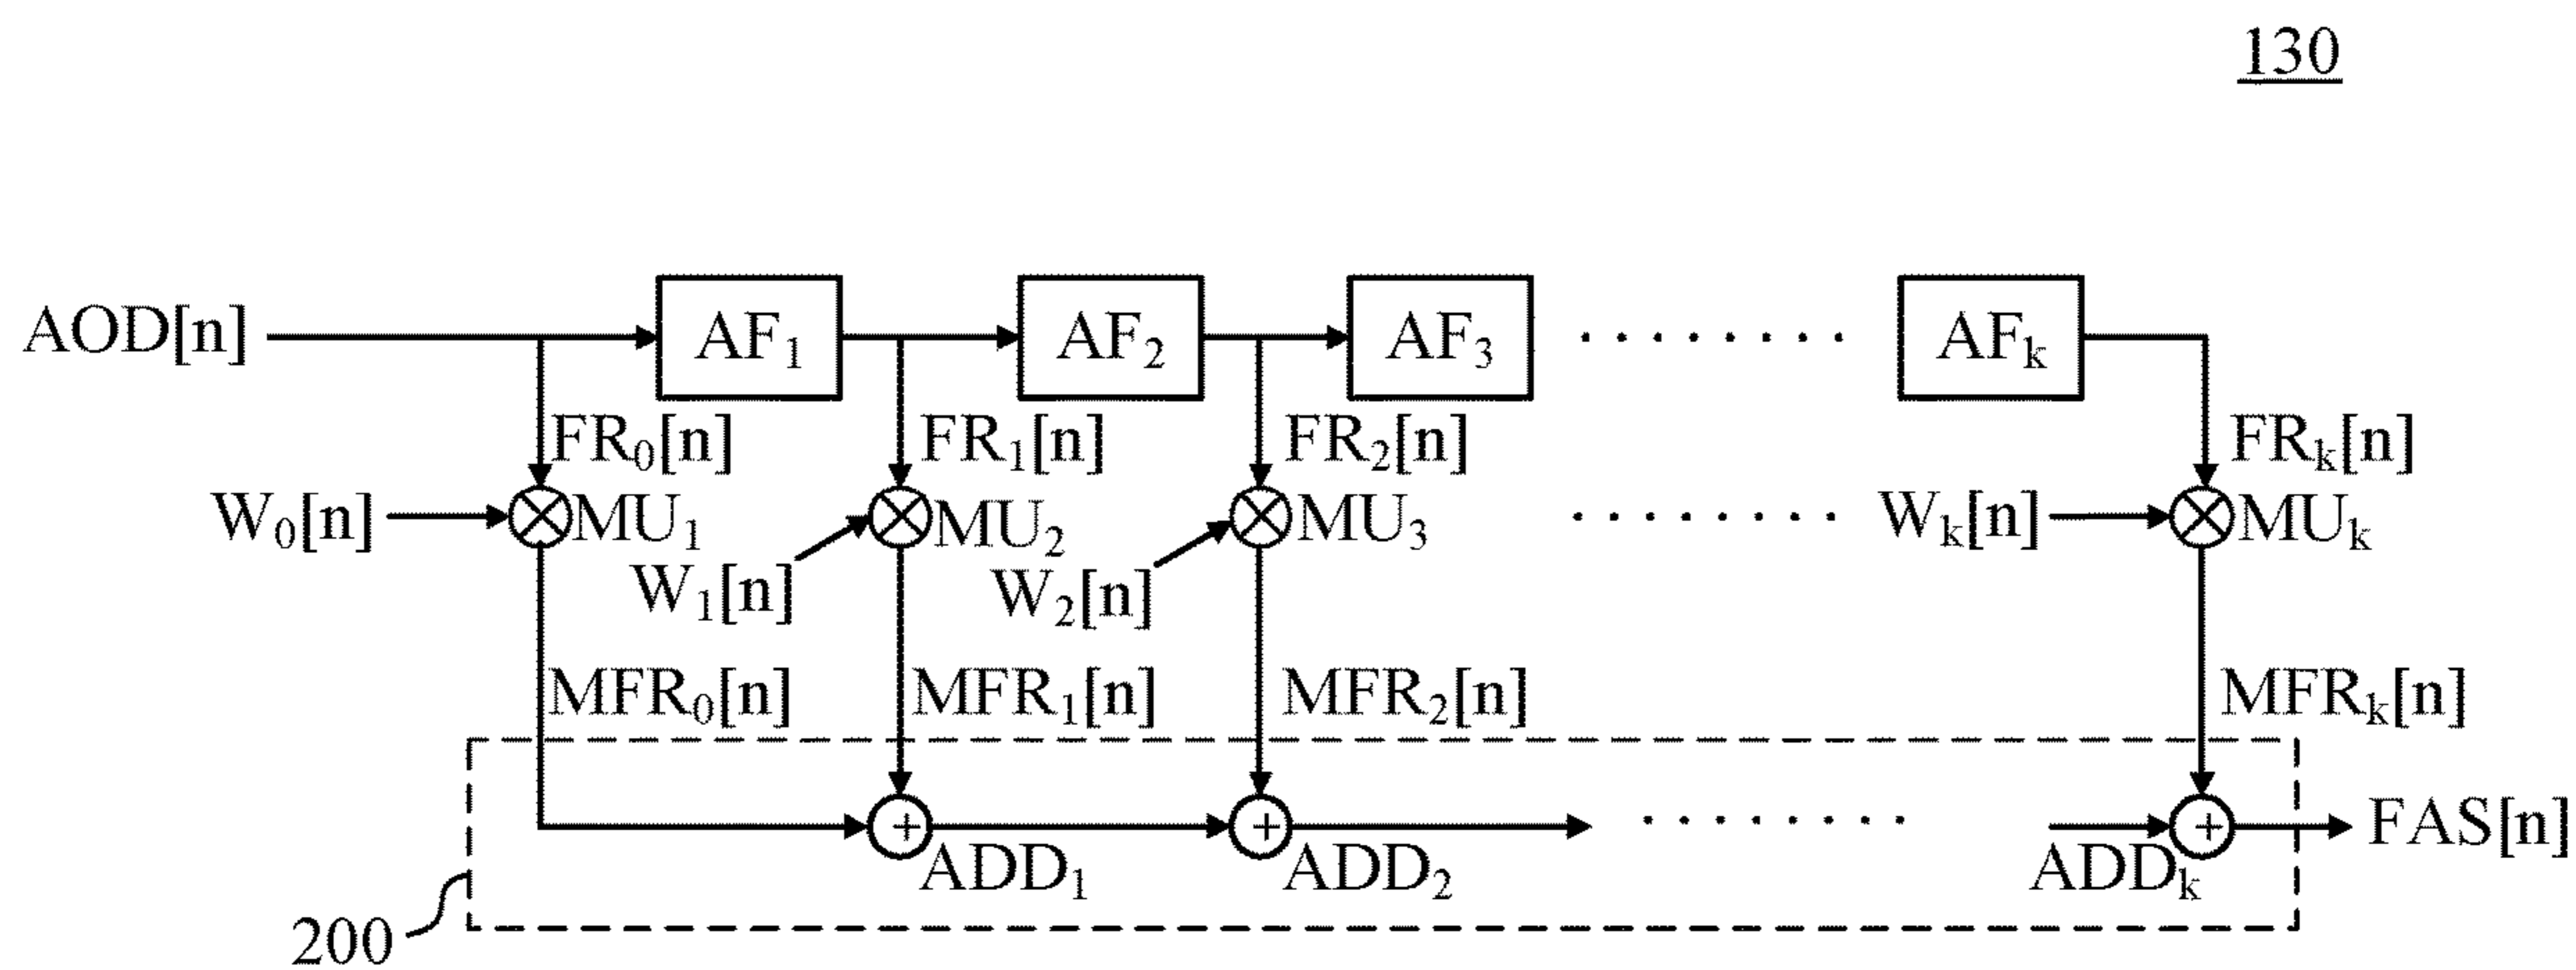 130
AOD[n] AF₁ AF₂ AF₃ ........ AFₖ
FR₀[n] FR₁[n] FR₂[n] FRₖ[n]
W₀[n] MU₁ MU₂ MU₃ ........ Wₖ[n] MUₖ
W₁[n] W₂[n]
MFR₀[n] MFR₁[n] MFR₂[n] MFRₖ[n]
+ + ........ + FAS[n]
ADD₁ ADD₂ ADDₖ
200